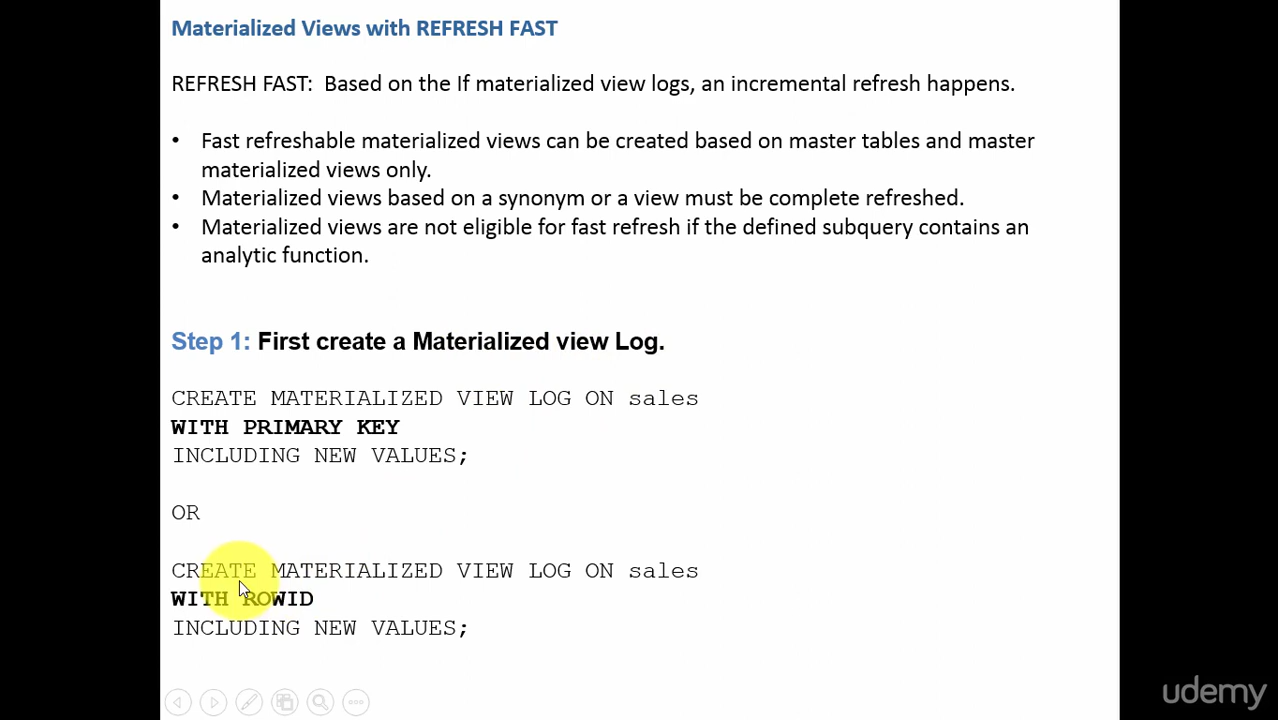 Materialized Views with REFRESH FAST
REFRESH FAST:  Based on the If materialized view logs, an incremental refresh happens.
• Fast refreshable materialized views can be created based on master tables and master
materialized views only.
• Materialized views based on a synonym or a view must be complete refreshed.
• Materialized views are not eligible for fast refresh if the defined subquery contains an
analytic function.
Step 1: First create a Materialized view Log.
CREATE MATERIALIZED VIEW LOG ON sales
WITH PRIMARY KEY
INCLUDING NEW VALUES;
OR
CREATE MATERIALIZED VIEW LOG ON sales
WITH ROWID
INCLUDING NEW VALUES;
udemy